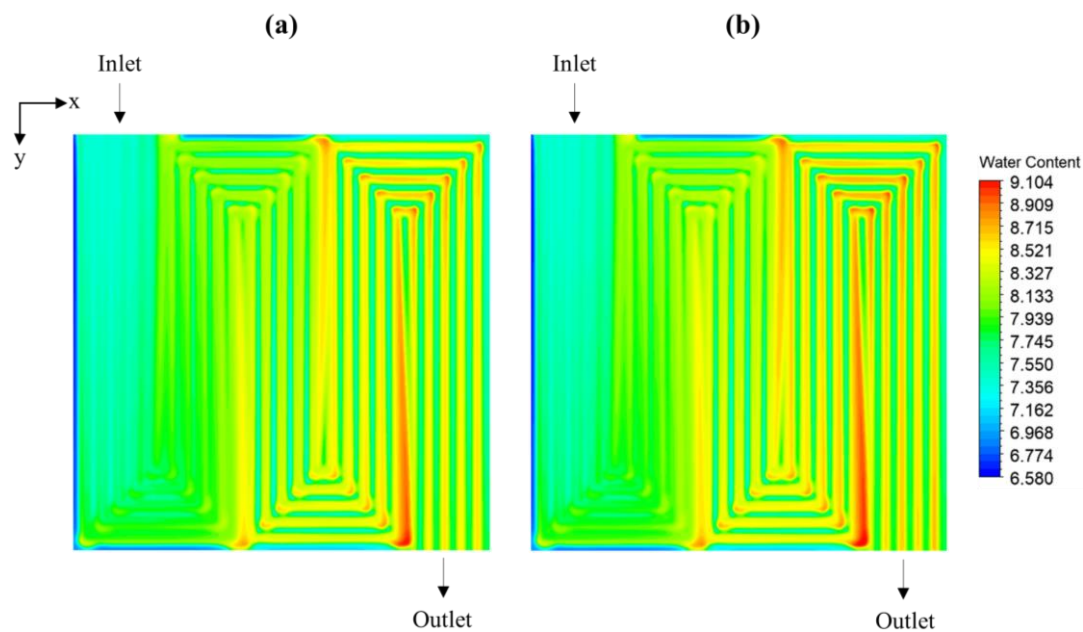 (a)
(b)
Inlet
Inlet
x
y
Water Content
9.104
8.909
8.715
8.521
8.327
8.133
7.939
7.745
7.550
7.356
7.162
6.968
6.774
6.580
Outlet
Outlet